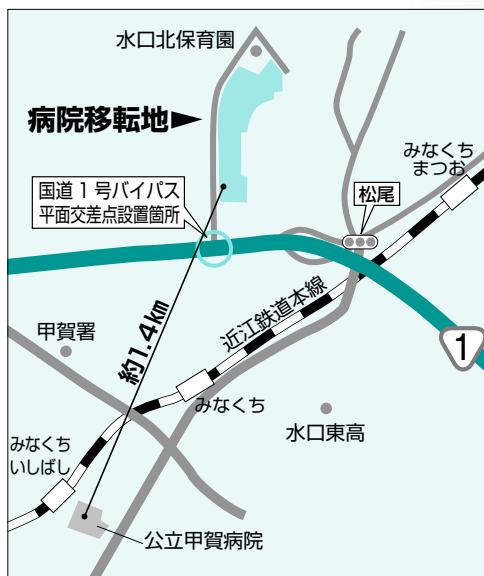 水口北保育園
病院移転地
みなくち
まつお
国道1号バイパス
平面交差点設置箇所
松尾
近江鉄道本線
約1.4km
1
甲賀署
みなくち
水口東高
みなくち
いしばし
公立甲賀病院